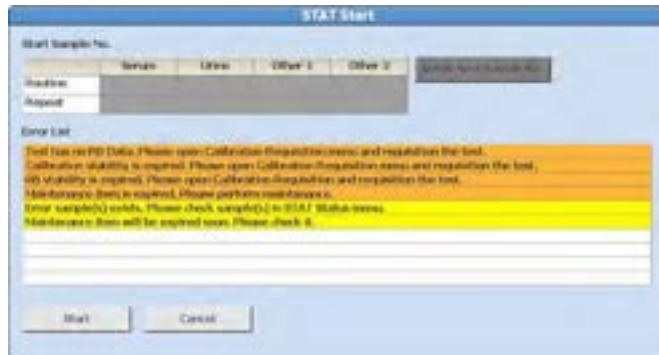 STAT Start
Start Sample No.
Serum Urine Other 1 Other 2
Routine
Repeat
Error List
Test has no RB Data. Please open Calibration Requisition menu and requisition the test.
Calibration stability is expired. Please open Calibration Requisition menu and requisition the test.
RB stability is expired. Please open Calibration Requisition and requisition the test.
Maintenance item is expired. Please perform maintenance.
Error sample(s) exists. Please check sample(s) in STAT Status menu.
Maintenance item will be expired soon. Please check it.
Start Cancel